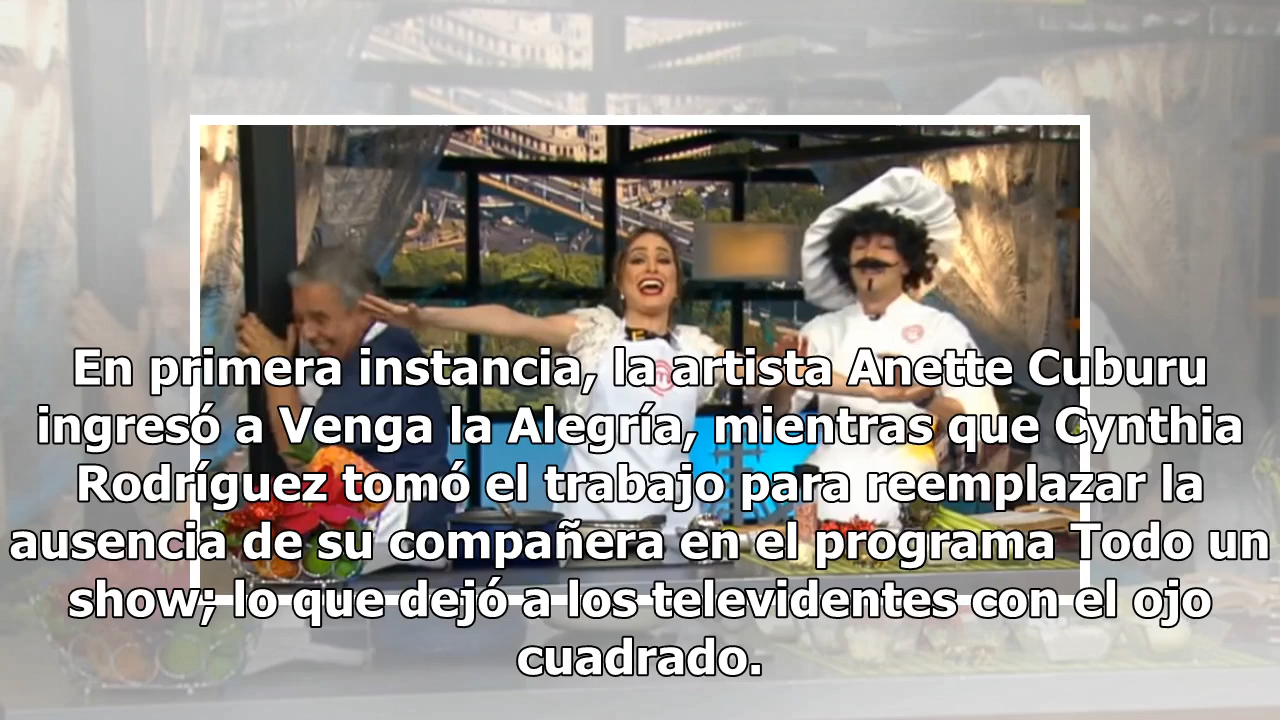 En primera instancia, la artista Anette Cuburu
ingresó a Venga la Alegría, mientras que Cynthia
Rodríguez tomó el trabajo para reemplazar la
ausencia de su compañera en el programa Todo un
show; lo que dejó a los televidentes con el ojo
cuadrado.